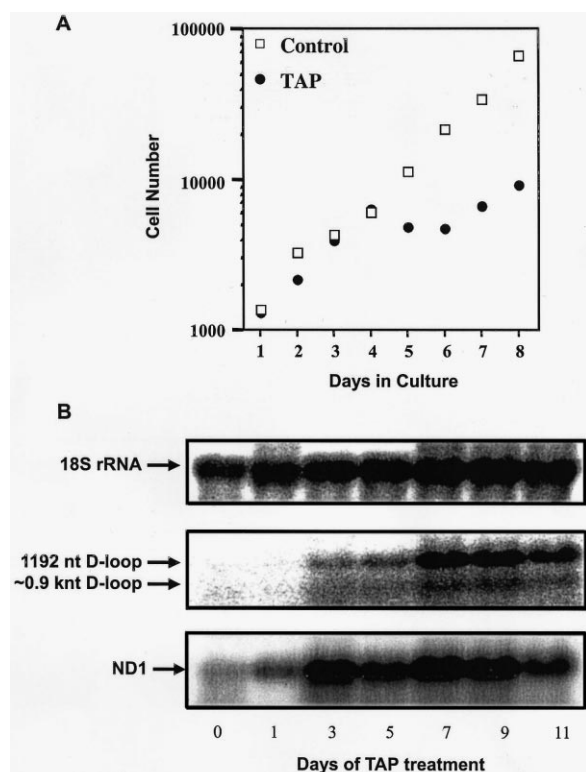 A
100000
Control
TAP
10000
Cell Number
1000
1 2 3 4 5 6 7 8
Days in Culture
B
18S rRNA
1192 nt D-loop
~0.9 knt D-loop
ND1
0 1 3 5 7 9 11
Days of TAP treatment